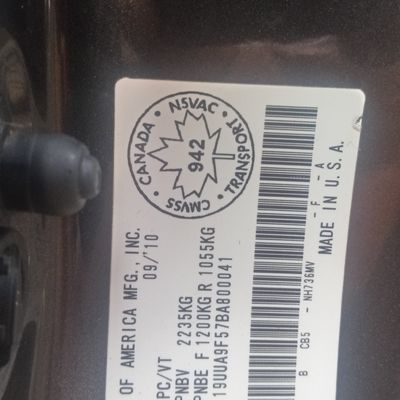 NSVAC
CANADA
TRANSPORT
CMVSS
942
OF AMERICA MFG., INC.
09/'10
PC/VT 2235KG
PNBV
PNBE F 1200KG R 1055KG
19UUA9F57BA800041
B CB5 - NH736MV - F - A
MADE IN U.S.A.